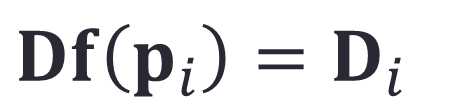 𝐃𝐟(𝐩ᵢ) = 𝐃ᵢ